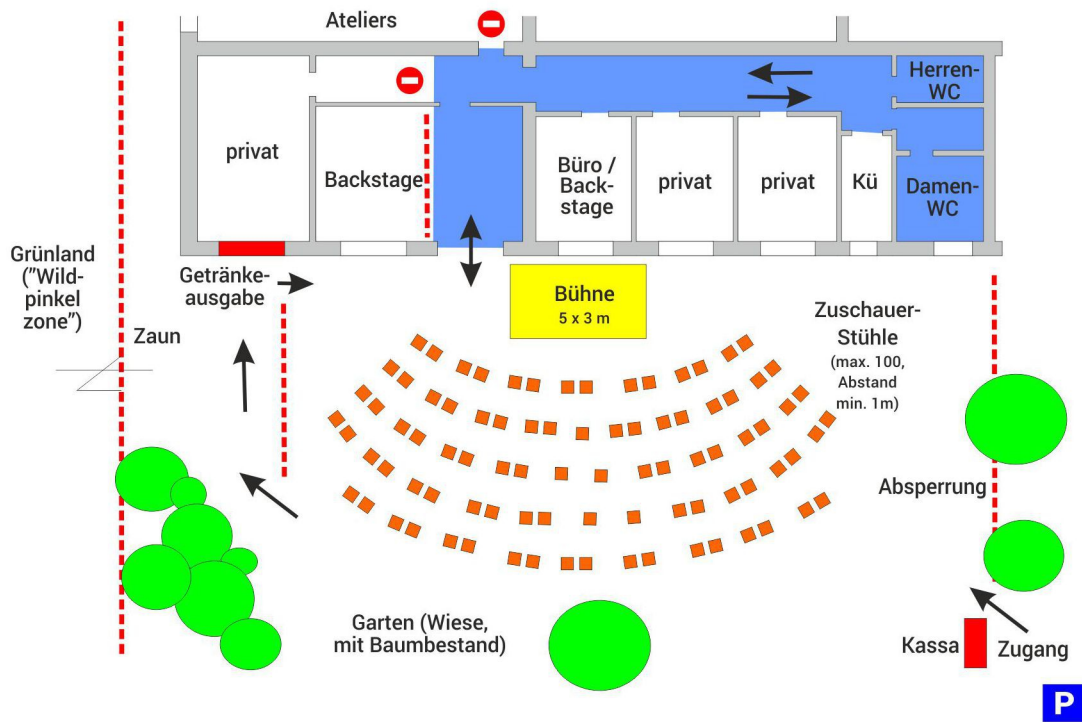 Ateliers
Herren-
WC
privat
Backstage
Büro /
Back-
stage
privat
privat
Kü
Damen-
WC
Grünland
("Wild-
pinkel
zone")
Getränke-
ausgabe
Zaun
Bühne
5 x 3 m
Zuschauer-
Stühle
(max. 100,
Abstand
min. 1m)
Absperrung
Garten (Wiese,
mit Baumbestand)
Kassa
Zugang
P